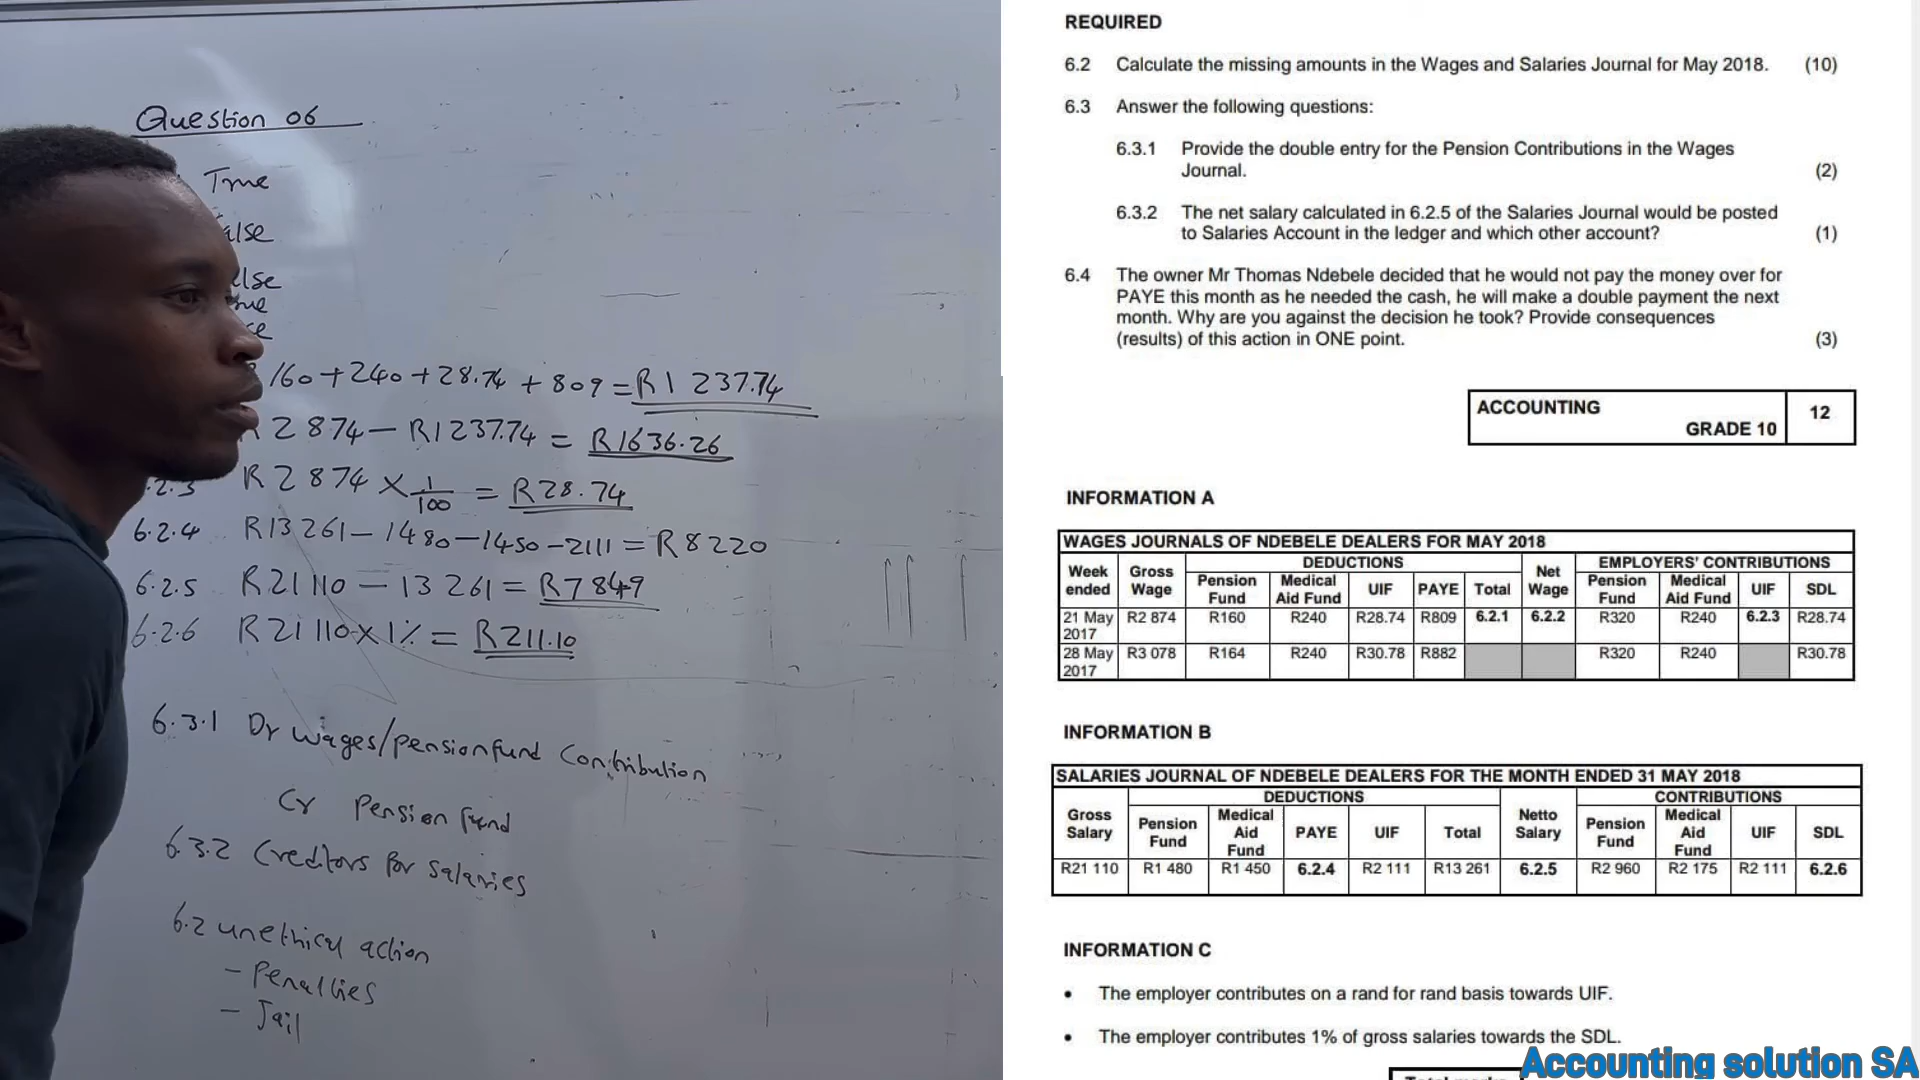 Question 06
True
alse
lse
ue
se
160+240+28.74 + 809 = R1 237.74
2 874 – R1237.74 = R1636.26
.2.3 R2 874 × 1/100 = R28.74
6.2.4 R13 261 – 1480 – 1450 – 2111 = R8220
6.2.5 R21 110 – 13 261 = R7849
6.2.6 R21 110 × 1% = R211.10
6.3.1 Dr wages/pensionfund Contribution
Cr Pension fund
6.3.2 Creditors for salaries
6.2 unethical action
- Penalties
- Jail
REQUIRED
6.2 Calculate the missing amounts in the Wages and Salaries Journal for May 2018. (10)
6.3 Answer the following questions:
6.3.1 Provide the double entry for the Pension Contributions in the Wages
Journal. (2)
6.3.2 The net salary calculated in 6.2.5 of the Salaries Journal would be posted
to Salaries Account in the ledger and which other account? (1)
6.4 The owner Mr Thomas Ndebele decided that he would not pay the money over for
PAYE this month as he needed the cash, he will make a double payment the next
month. Why are you against the decision he took? Provide consequences
(results) of this action in ONE point. (3)
ACCOUNTING 12
GRADE 10
INFORMATION A
WAGES JOURNALS OF NDEBELE DEALERS FOR MAY 2018
Week ended Gross Wage DEDUCTIONS Net Wage EMPLOYERS' CONTRIBUTIONS
Pension Fund Medical Aid Fund UIF PAYE Total Pension Fund Medical Aid Fund UIF SDL
21 May 2017 R2 874 R160 R240 R28.74 R809 6.2.1 6.2.2 R320 R240 6.2.3 R28.74
28 May 2017 R3 078 R164 R240 R30.78 R882 R320 R240 R30.78
INFORMATION B
SALARIES JOURNAL OF NDEBELE DEALERS FOR THE MONTH ENDED 31 MAY 2018
Gross Salary DEDUCTIONS Netto Salary CONTRIBUTIONS
Pension Fund Medical Aid Fund PAYE UIF Total Pension Fund Medical Aid Fund UIF SDL
R21 110 R1 480 R1 450 6.2.4 R2 111 R13 261 6.2.5 R2 960 R2 175 R2 111 6.2.6
INFORMATION C
• The employer contributes on a rand for rand basis towards UIF.
• The employer contributes 1% of gross salaries towards the SDL.
Accounting solution SA